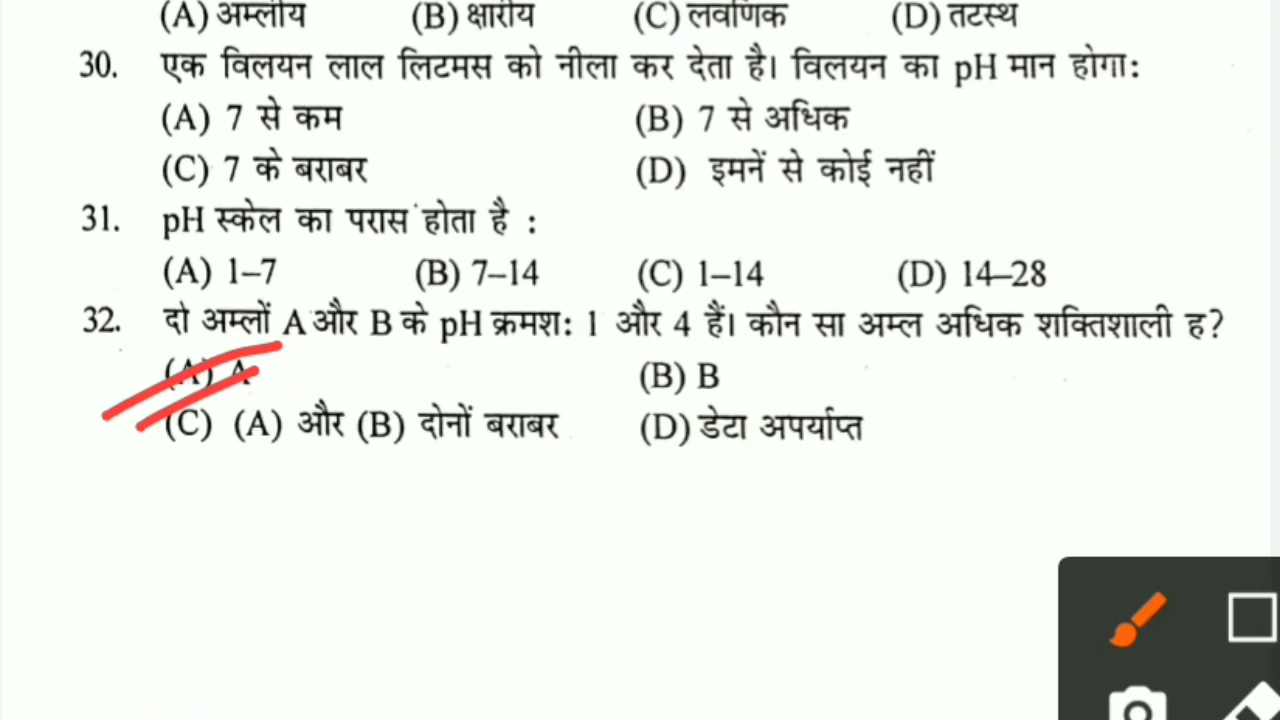 (A) अम्लीय (B) क्षारीय (C) लवणिक (D) तटस्थ
30. एक विलयन लाल लिटमस को नीला कर देता है। विलयन का pH मान होगा:
(A) 7 से कम (B) 7 से अधिक
(C) 7 के बराबर (D) इमनें से कोई नहीं
31. pH स्केल का परास होता है :
(A) 1–7 (B) 7–14 (C) 1–14 (D) 14–28
32. दो अम्लों A और B के pH क्रमश: 1 और 4 हैं। कौन सा अम्ल अधिक शक्तिशाली ह?
(A) A (B) B
(C) (A) और (B) दोनों बराबर (D) डेटा अपर्याप्त